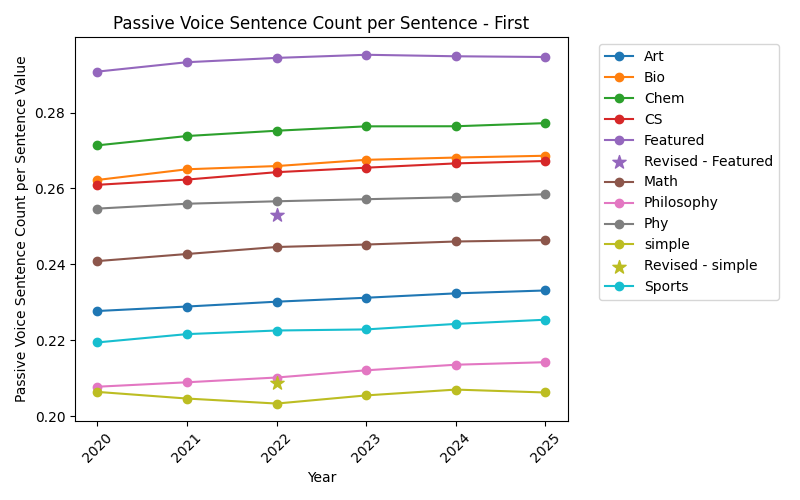 Passive Voice Sentence Count per Sentence - First
Passive Voice Sentence Count per Sentence Value
0.28
0.26
0.24
0.22
0.20
2020
2021
2022
2023
2024
2025
Year
Art
Bio
Chem
CS
Featured
Revised - Featured
Math
Philosophy
Phy
simple
Revised - simple
Sports